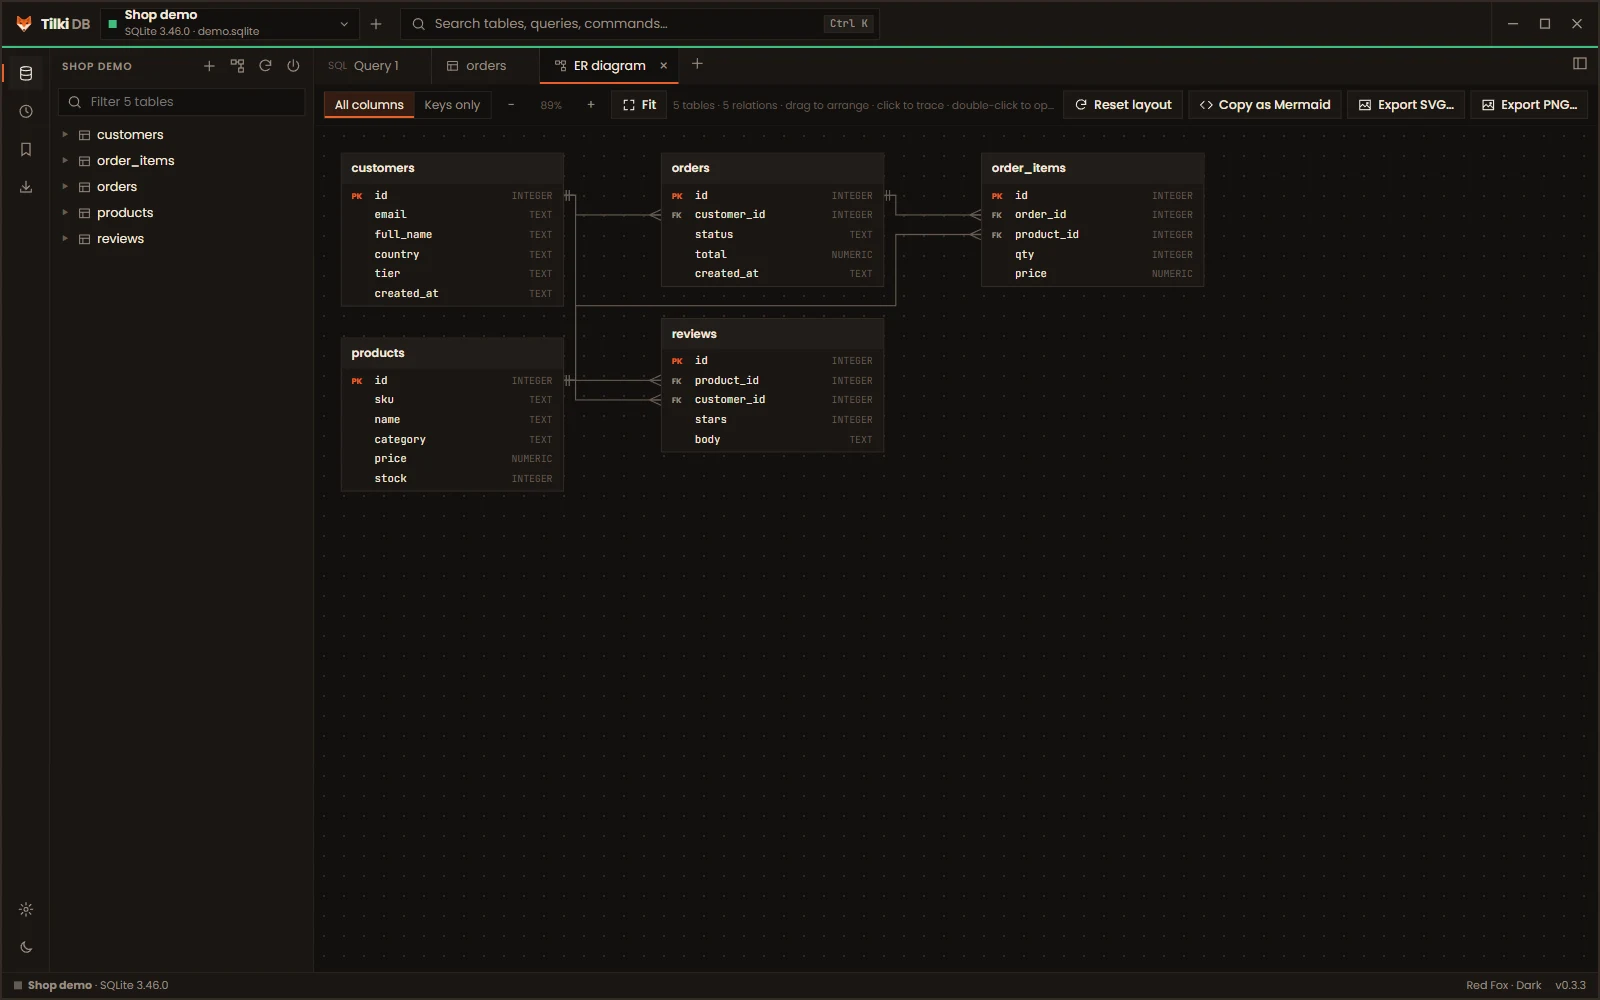 Tilki DB
Shop demo
SQLite 3.46.0 · demo.sqlite
Search tables, queries, commands...
Ctrl K
SHOP DEMO
Filter 5 tables
customers
order_items
orders
products
reviews
SQL Query 1
orders
ER diagram
All columns
Keys only
89%
Fit
5 tables · 5 relations · drag to arrange · click to trace · double-click to op...
Reset layout
Copy as Mermaid
Export SVG...
Export PNG...
customers
PK id INTEGER
email TEXT
full_name TEXT
country TEXT
tier TEXT
created_at TEXT
orders
PK id INTEGER
FK customer_id INTEGER
status TEXT
total NUMERIC
created_at TEXT
order_items
PK id INTEGER
FK order_id INTEGER
FK product_id INTEGER
qty INTEGER
price NUMERIC
products
PK id INTEGER
sku TEXT
name TEXT
category TEXT
price NUMERIC
stock INTEGER
reviews
PK id INTEGER
FK product_id INTEGER
FK customer_id INTEGER
stars INTEGER
body TEXT
Shop demo · SQLite 3.46.0
Red Fox · Dark
v0.3.3